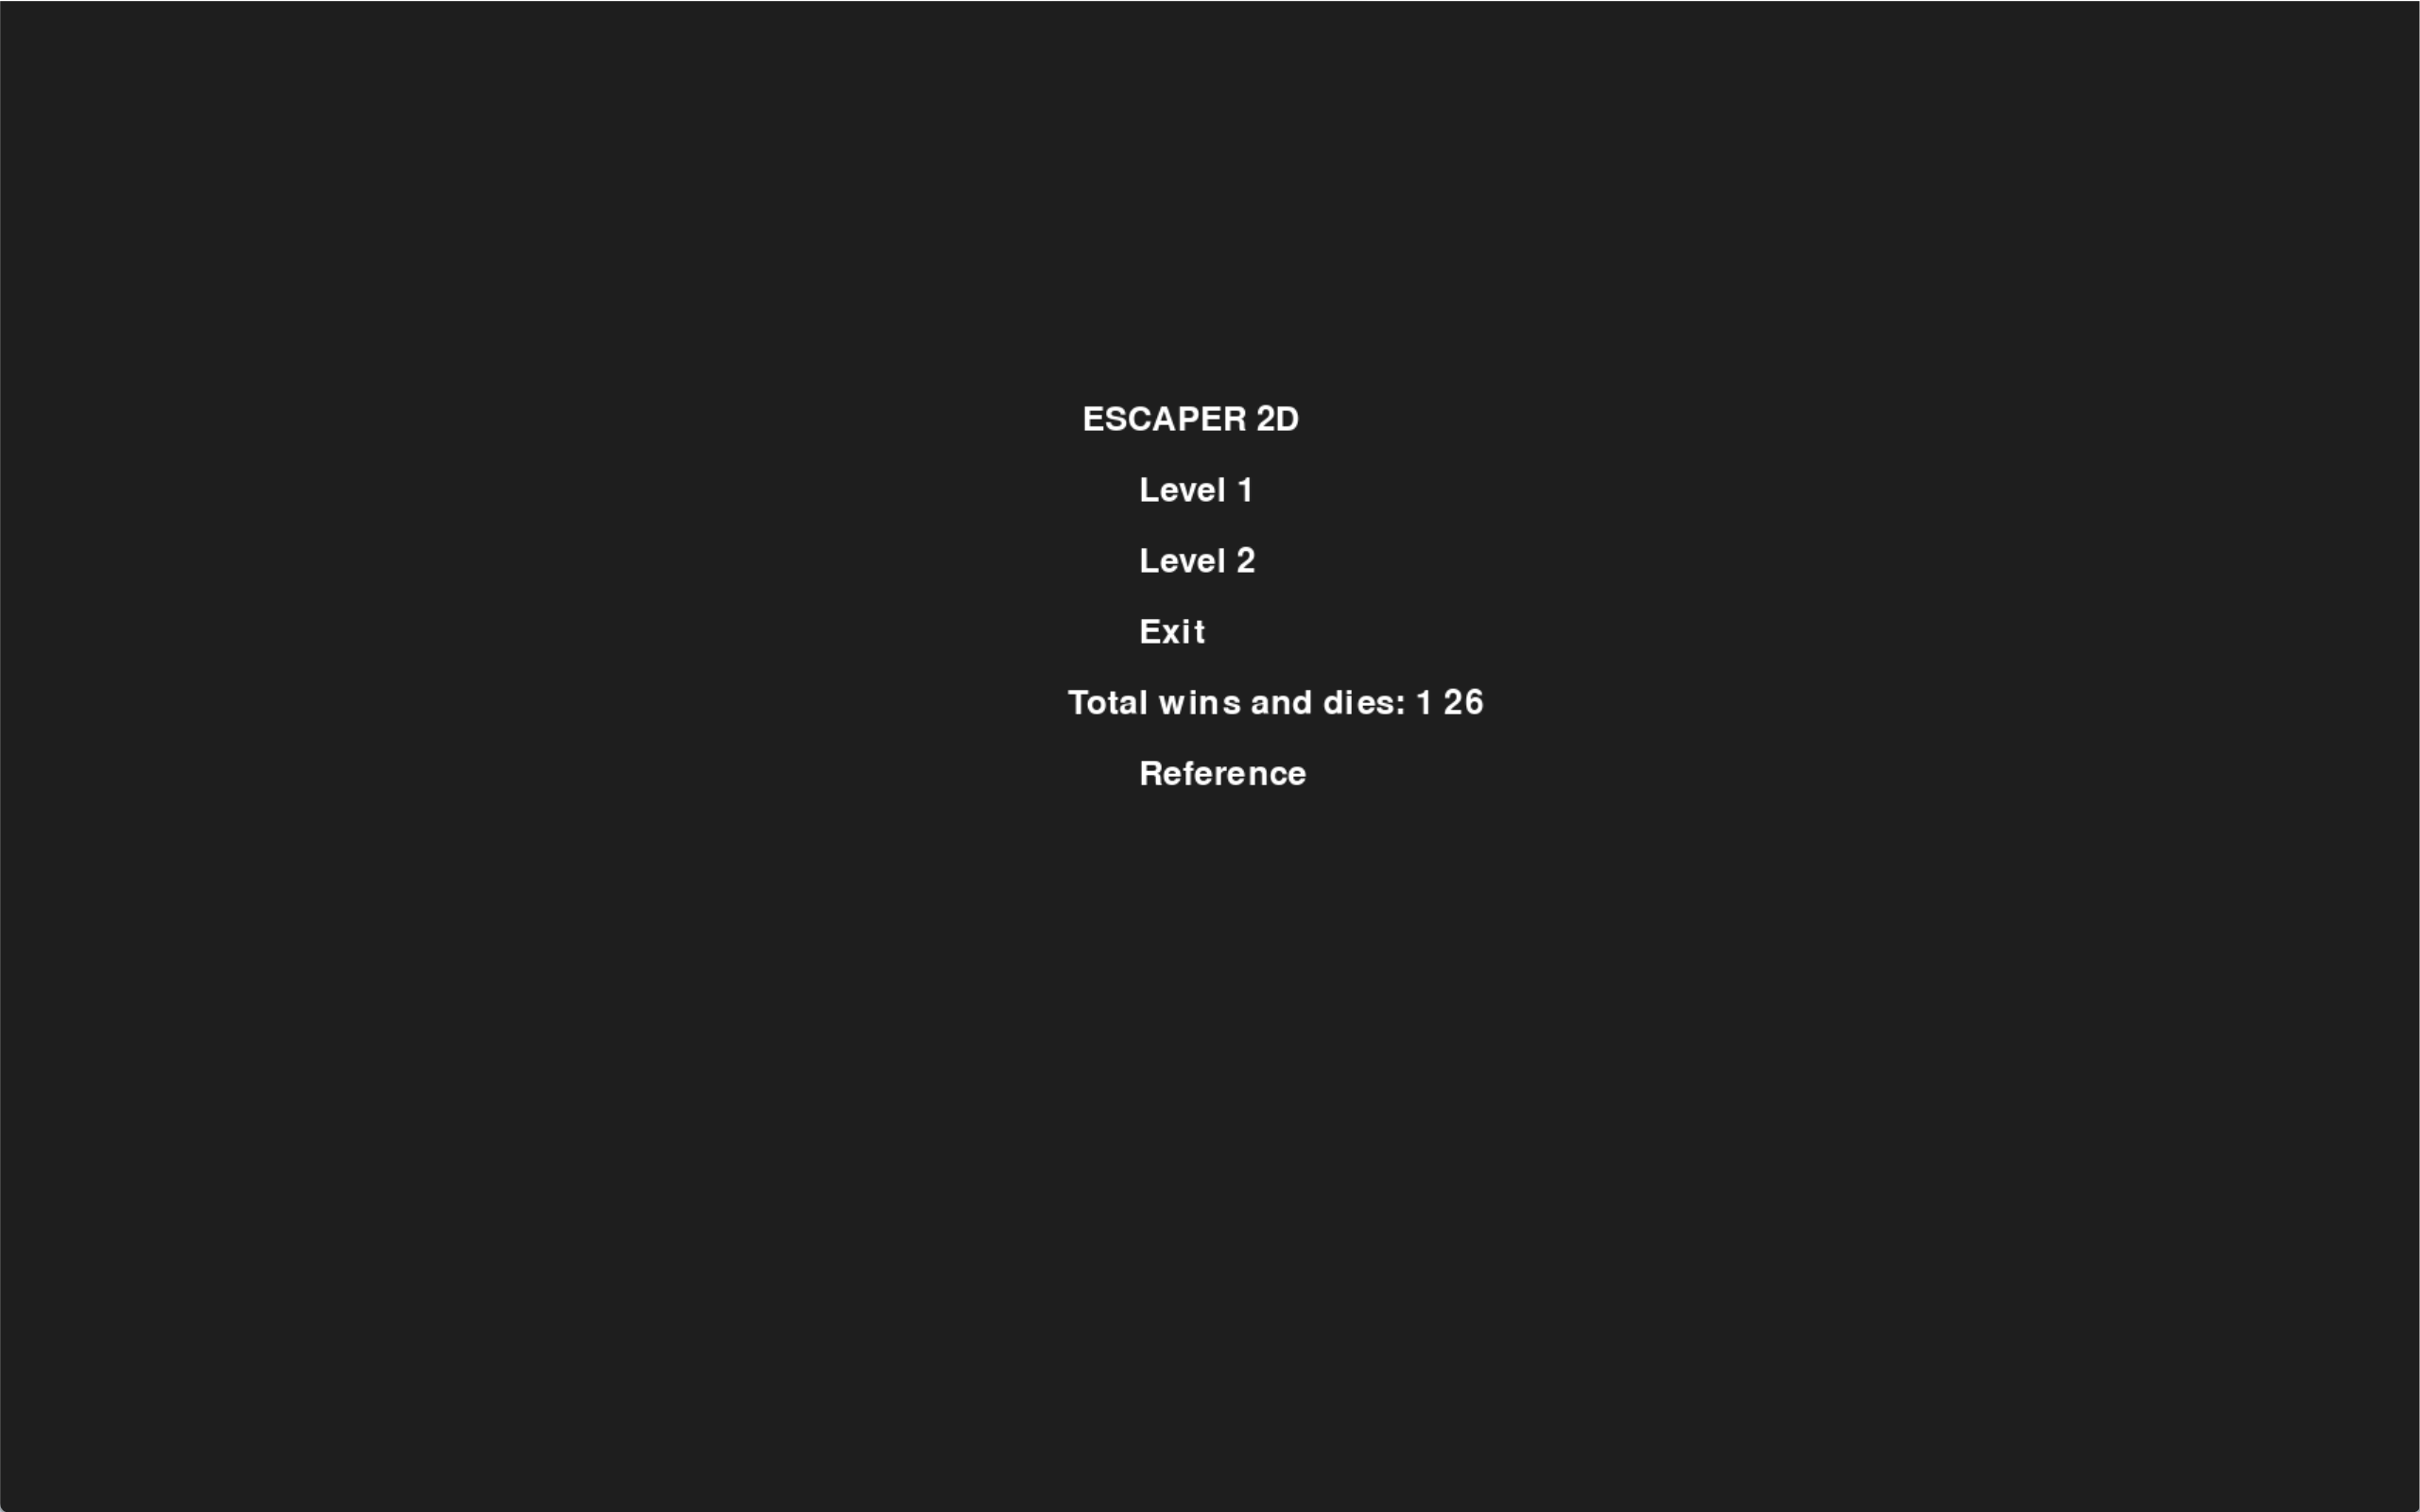 ESCAPER 2D
Level 1
Level 2
Exit
Total wins and dies: 1 26
Reference